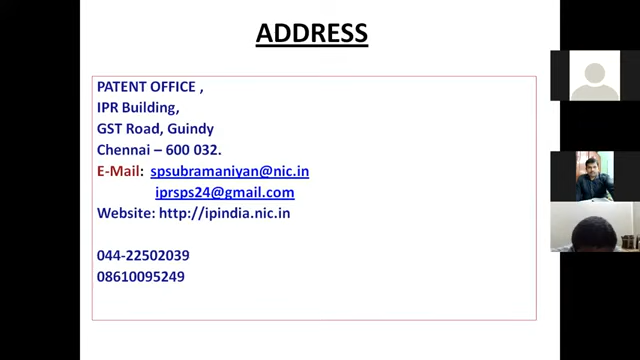 ADDRESS
PATENT OFFICE ,
IPR Building,
GST Road, Guindy
Chennai – 600 032.
E-Mail: spsubramaniyan@nic.in
iprsps24@gmail.com
Website: http://ipindia.nic.in
044-22502039
08610095249